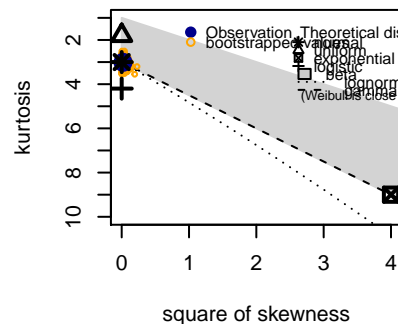 Observation
Theoretical dis
bootstrapped values
normal
uniform
exponential
logistic
beta
lognorm
gamma
(Weibull is close
kurtosis
2
4
6
8
10
0
1
2
3
4
square of skewness